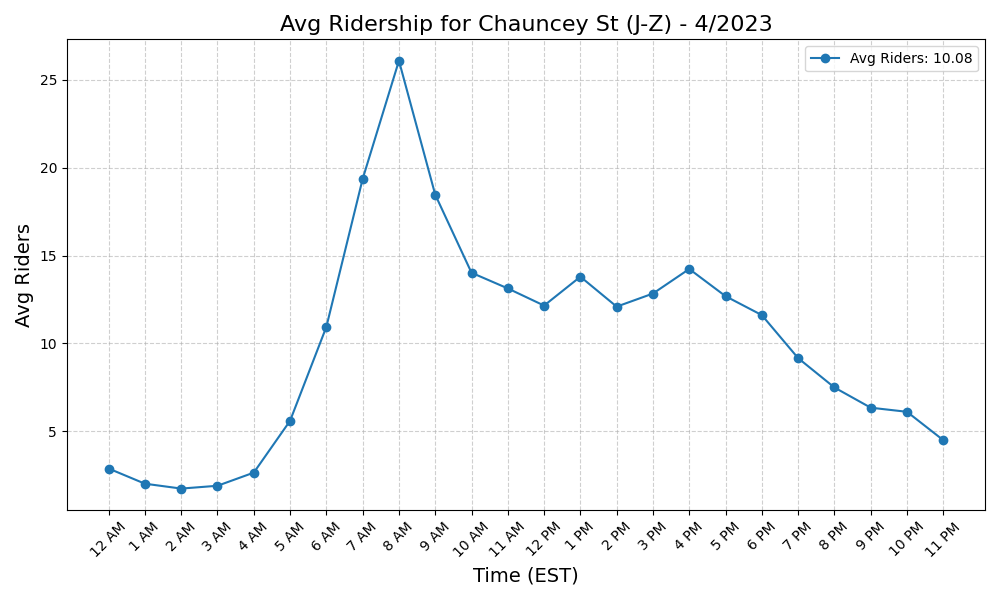 Avg Ridership for Chauncey St (J-Z) - 4/2023
Avg Riders: 10.08
Avg Riders
25
20
15
10
5
12 AM
1 AM
2 AM
3 AM
4 AM
5 AM
6 AM
7 AM
8 AM
9 AM
10 AM
11 AM
12 PM
1 PM
2 PM
3 PM
4 PM
5 PM
6 PM
7 PM
8 PM
9 PM
10 PM
11 PM
Time (EST)